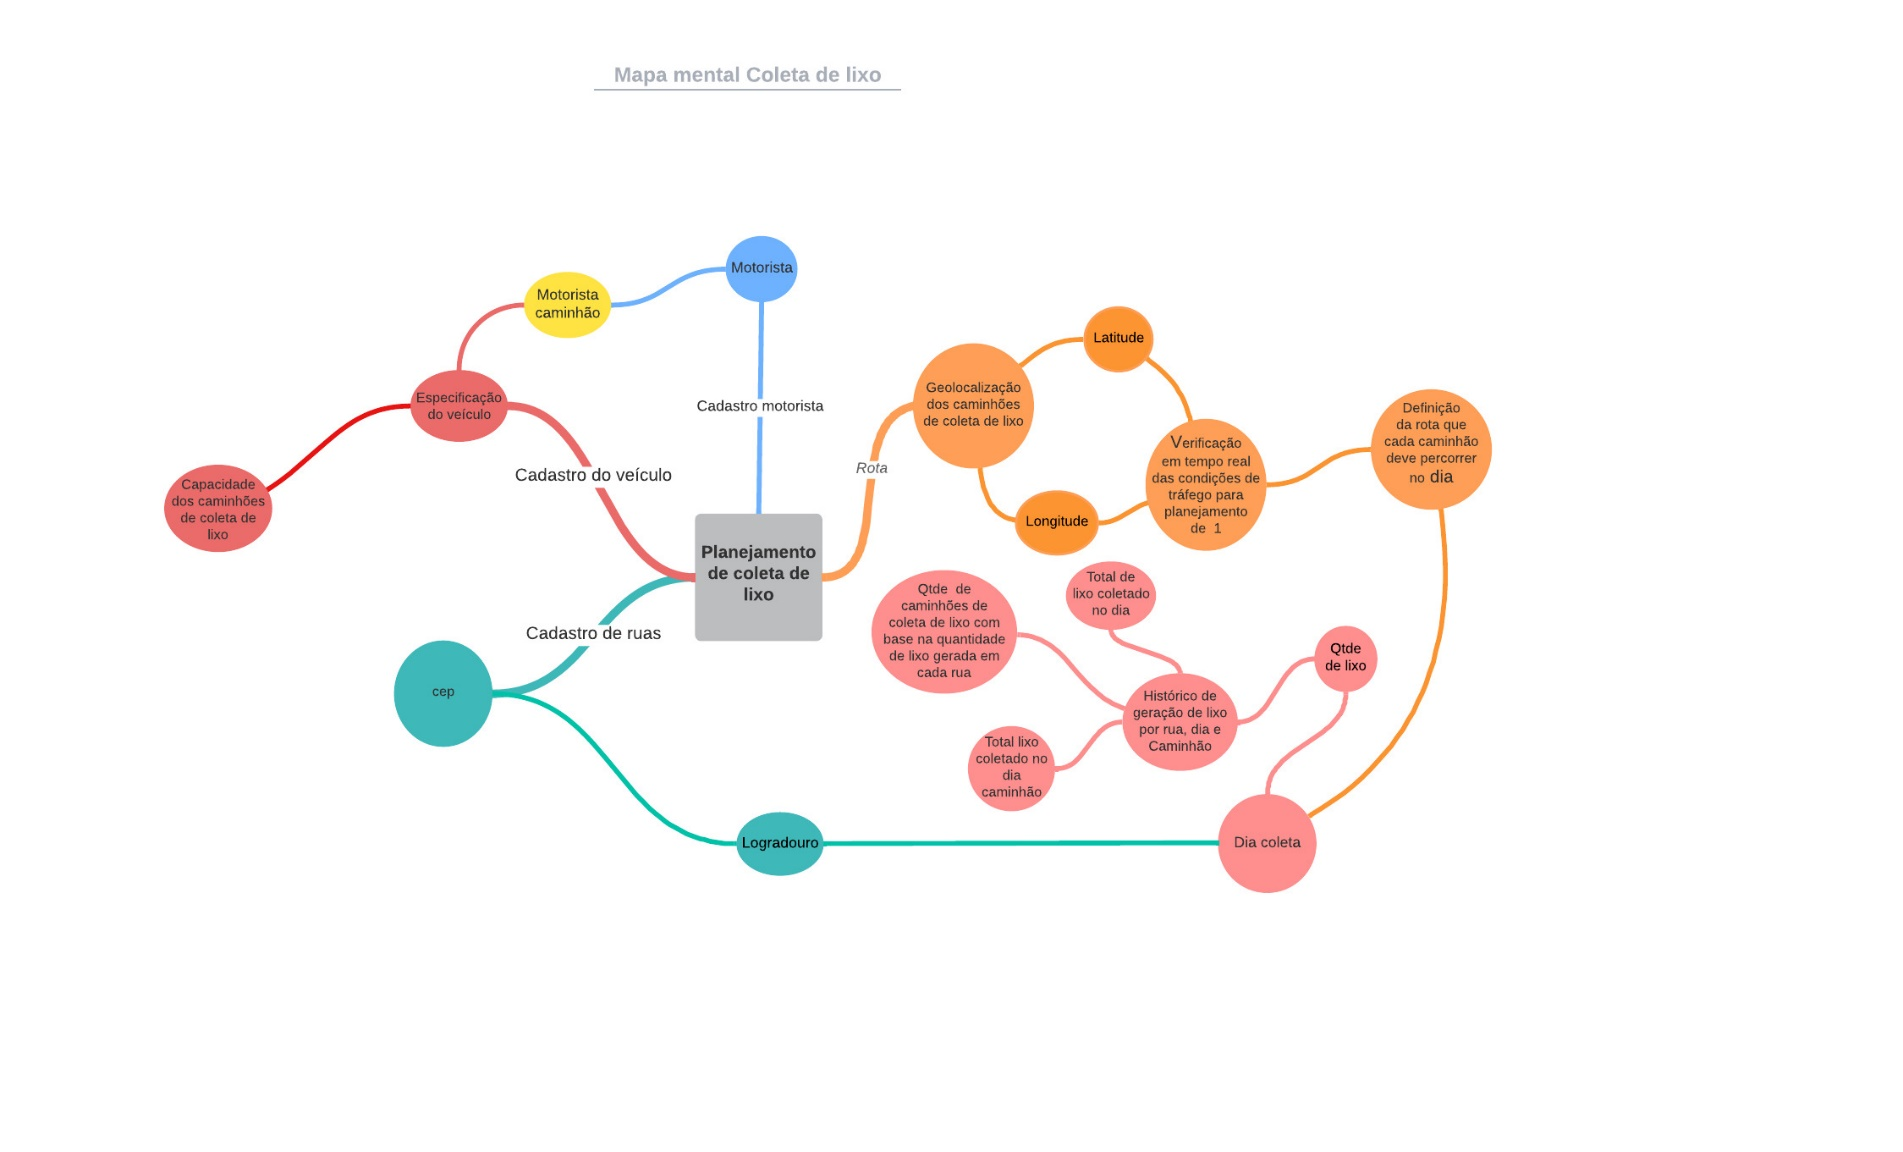 Mapa mental Coleta de lixo
Motorista
Motorista
caminhão
Cadastro motorista
Especificação
do veículo
Cadastro do veículo
Capacidade
dos caminhões
de coleta de
lixo
Planejamento
de coleta de
lixo
Rota
Geolocalização
dos caminhões
de coleta de lixo
Latitude
Longitude
Verificação
em tempo real
das condições de
tráfego para
planejamento
de 1
Definição
da rota que
cada caminhão
deve percorrer
no dia
Cadastro de ruas
cep
Logradouro
Qtde de
caminhões de
coleta de lixo com
base na quantidade
de lixo gerada em
cada rua
Total de
lixo coletado
no dia
Qtde
de lixo
Histórico de
geração de lixo
por rua, dia e
Caminhão
Total lixo
coletado no
dia
caminhão
Dia coleta